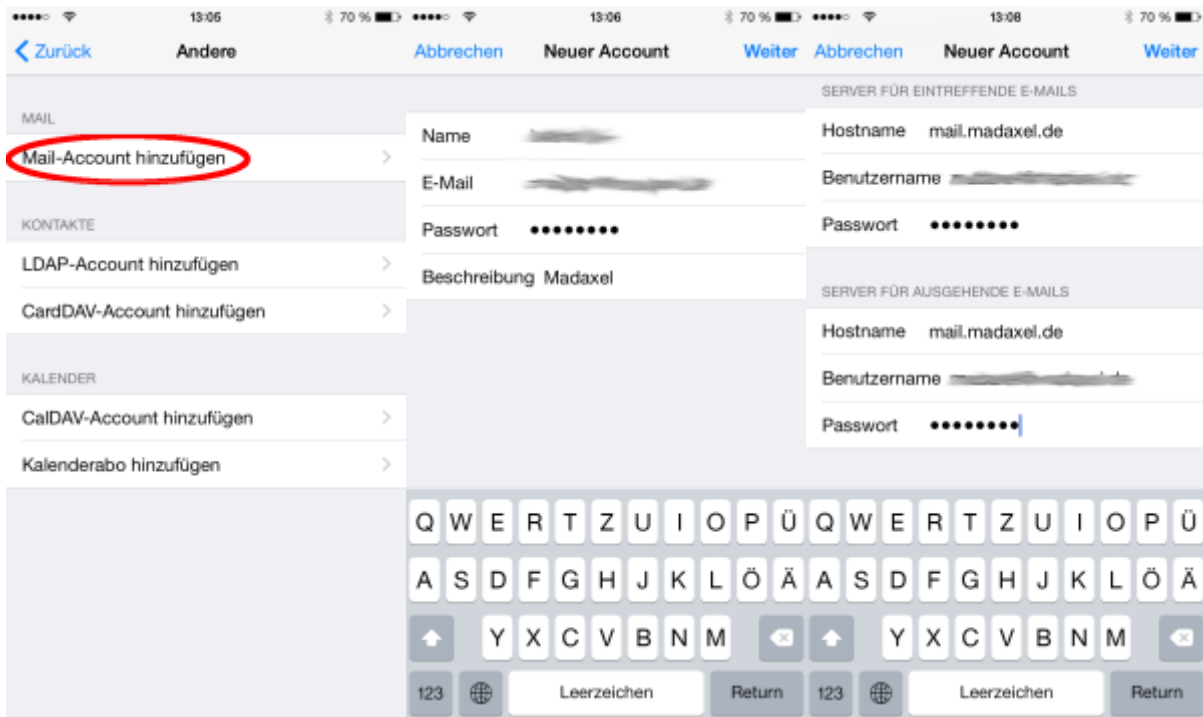 13:05
70 %
Zurück
Andere
MAIL
Mail-Account hinzufügen
KONTAKTE
LDAP-Account hinzufügen
CardDAV-Account hinzufügen
KALENDER
CalDAV-Account hinzufügen
Kalenderabo hinzufügen
13:06
70 %
Abbrechen
Neuer Account
Weiter
Name
E-Mail
Passwort ••••••••
Beschreibung Madaxel
Q W E R T Z U I O P Ü
A S D F G H J K L Ö Ä
Y X C V B N M
123 Leerzeichen Return
13:08
70 %
Abbrechen
Neuer Account
Weiter
SERVER FÜR EINTREFFENDE E-MAILS
Hostname mail.madaxel.de
Benutzername
Passwort ••••••••
SERVER FÜR AUSGEHENDE E-MAILS
Hostname mail.madaxel.de
Benutzername
Passwort ••••••••
Q W E R T Z U I O P Ü
A S D F G H J K L Ö Ä
Y X C V B N M
123 Leerzeichen Return